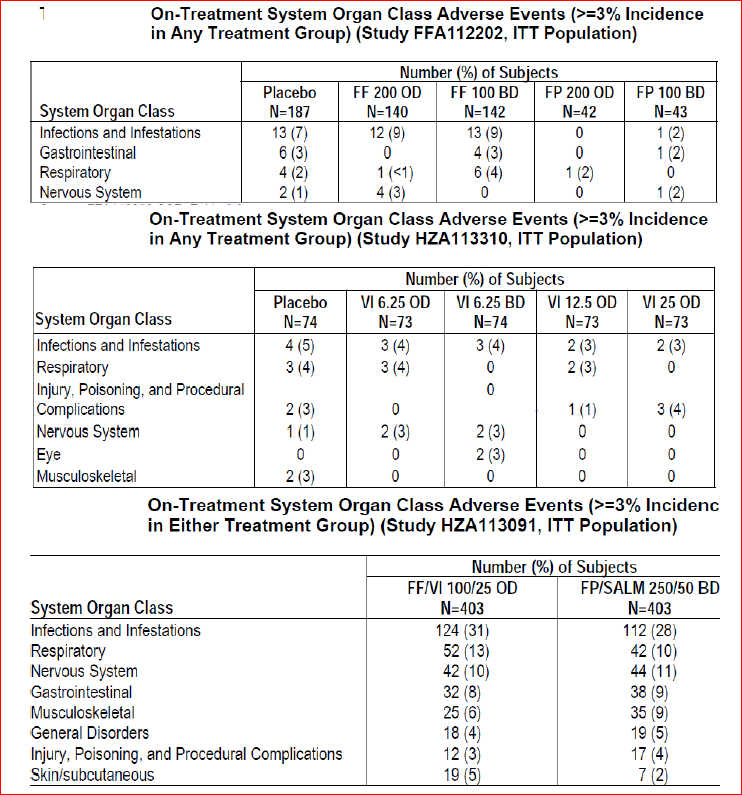 On-Treatment System Organ Class Adverse Events (>=3% Incidence
in Any Treatment Group) (Study FFA112202, ITT Population)
Number (%) of Subjects
System Organ Class Placebo N=187 FF 200 OD N=140 FF 100 BD N=142 FP 200 OD N=42 FP 100 BD N=43
Infections and Infestations 13 (7) 12 (9) 13 (9) 0 1 (2)
Gastrointestinal 6 (3) 0 4 (3) 0 1 (2)
Respiratory 4 (2) 1 (<1) 6 (4) 1 (2) 0
Nervous System 2 (1) 4 (3) 0 0 1 (2)
On-Treatment System Organ Class Adverse Events (>=3% Incidence
in Any Treatment Group) (Study HZA113310, ITT Population)
Number (%) of Subjects
System Organ Class Placebo N=74 VI 6.25 OD N=73 VI 6.25 BD N=74 VI 12.5 OD N=73 VI 25 OD N=73
Infections and Infestations 4 (5) 3 (4) 3 (4) 2 (3) 2 (3)
Respiratory 3 (4) 3 (4) 0 2 (3) 0
Injury, Poisoning, and Procedural 0
Complications 2 (3) 0 1 (1) 3 (4)
Nervous System 1 (1) 2 (3) 2 (3) 0 0
Eye 0 0 2 (3) 0 0
Musculoskeletal 2 (3) 0 0 0 0
On-Treatment System Organ Class Adverse Events (>=3% Incidenc
in Either Treatment Group) (Study HZA113091, ITT Population)
Number (%) of Subjects
System Organ Class FF/VI 100/25 OD N=403 FP/SALM 250/50 BD N=403
Infections and Infestations 124 (31) 112 (28)
Respiratory 52 (13) 42 (10)
Nervous System 42 (10) 44 (11)
Gastrointestinal 32 (8) 38 (9)
Musculoskeletal 25 (6) 35 (9)
General Disorders 18 (4) 19 (5)
Injury, Poisoning, and Procedural Complications 12 (3) 17 (4)
Skin/subcutaneous 19 (5) 7 (2)